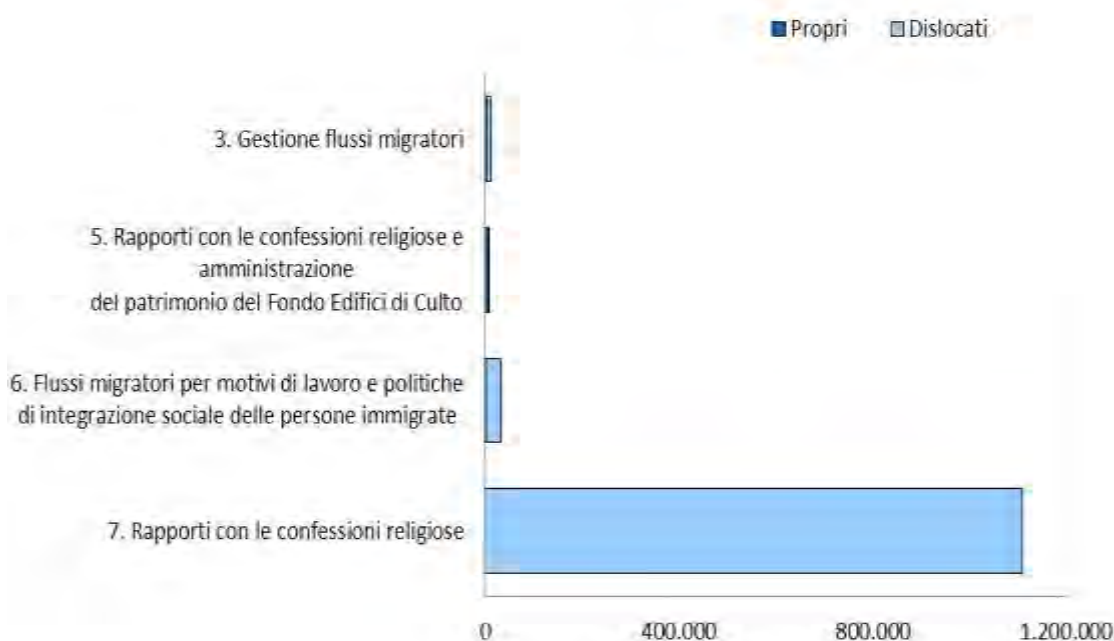 Propri Dislocati
3. Gestione flussi migratori
5. Rapporti con le confessioni religiose e
amministrazione
del patrimonio del Fondo Edifici di Culto
6. Flussi migratori per motivi di lavoro e politiche
di integrazione sociale delle persone immigrate
7. Rapporti con le confessioni religiose
0 400.000 800.000 1.200.000